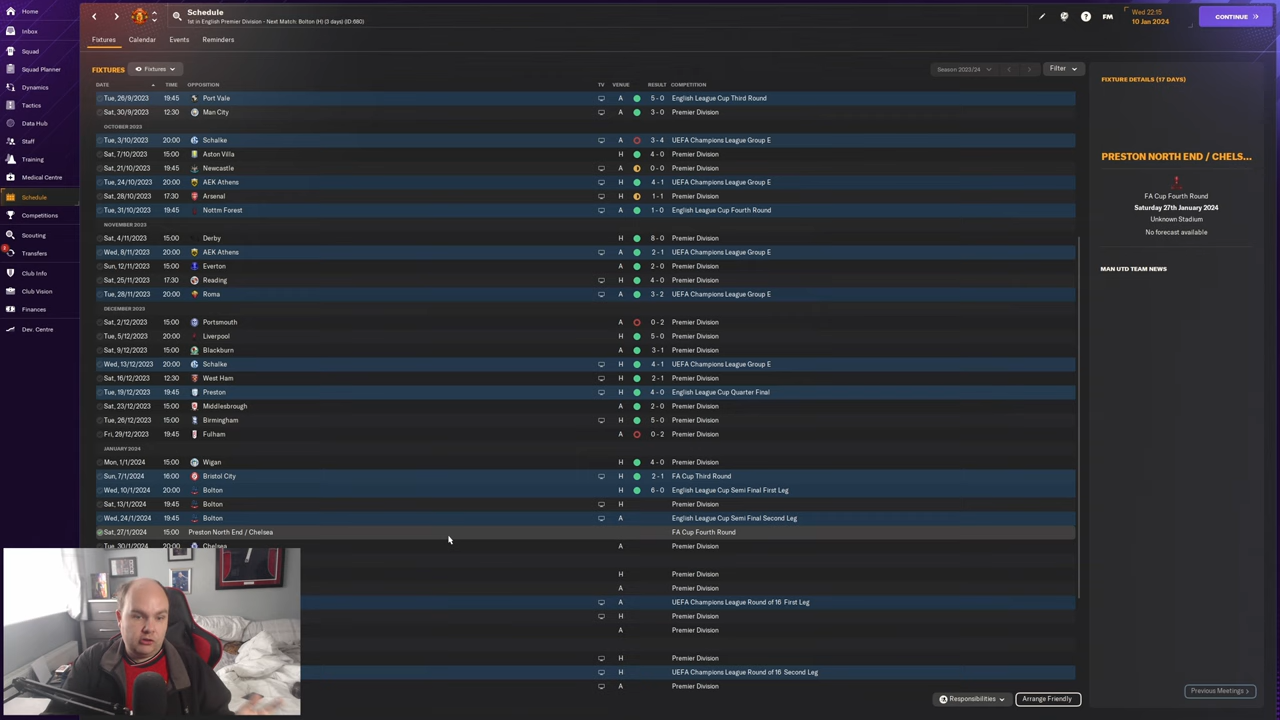 Home
Schedule
1st in English Premier Division - Next Match: Bolton (H) (3 days) (ID:680)
FM
Wed 22:15
10 Jan 2024
CONTINUE
Inbox
Squad
Squad Planner
Dynamics
Tactics
Data Hub
Staff
Training
Medical Centre
Schedule
Competitions
Scouting
Transfers
Club Info
Club Vision
Finances
Dev. Centre
Fixtures Calendar Events Reminders
FIXTURES Fixtures Season 2023/24 Filter
DATE TIME OPPOSITION TV VENUE RESULT COMPETITION
Tue, 26/9/2023 19:45 Port Vale A 5 - 0 English League Cup Third Round
Sat, 30/9/2023 12:30 Man City A 3 - 0 Premier Division
OCTOBER 2023
Tue, 3/10/2023 20:00 Schalke A 3 - 4 UEFA Champions League Group E
Sat, 7/10/2023 15:00 Aston Villa H 4 - 0 Premier Division
Sat, 21/10/2023 19:45 Newcastle A 0 - 0 Premier Division
Tue, 24/10/2023 20:00 AEK Athens H 4 - 1 UEFA Champions League Group E
Sat, 28/10/2023 17:30 Arsenal H 1 - 1 Premier Division
Tue, 31/10/2023 19:45 Nottm Forest A 1 - 0 English League Cup Fourth Round
NOVEMBER 2023
Sat, 4/11/2023 15:00 Derby H 8 - 0 Premier Division
Wed, 8/11/2023 20:00 AEK Athens A 2 - 1 UEFA Champions League Group E
Sun, 12/11/2023 15:00 Everton A 2 - 0 Premier Division
Sat, 25/11/2023 17:30 Reading H 4 - 0 Premier Division
Tue, 28/11/2023 20:00 Roma A 3 - 2 UEFA Champions League Group E
DECEMBER 2023
Sat, 2/12/2023 15:00 Portsmouth A 0 - 2 Premier Division
Tue, 5/12/2023 20:00 Liverpool H 5 - 0 Premier Division
Sat, 9/12/2023 15:00 Blackburn A 3 - 1 Premier Division
Wed, 13/12/2023 20:00 Schalke H 4 - 1 UEFA Champions League Group E
Sat, 16/12/2023 12:30 West Ham H 2 - 1 Premier Division
Tue, 19/12/2023 19:45 Preston H 4 - 0 English League Cup Quarter Final
Sat, 23/12/2023 15:00 Middlesbrough A 2 - 0 Premier Division
Tue, 26/12/2023 15:00 Birmingham H 5 - 0 Premier Division
Fri, 29/12/2023 19:45 Fulham A 0 - 2 Premier Division
JANUARY 2024
Mon, 1/1/2024 15:00 Wigan H 4 - 0 Premier Division
Sun, 7/1/2024 16:00 Bristol City H 2 - 1 FA Cup Third Round
Wed, 10/1/2024 20:00 Bolton H 6 - 0 English League Cup Semi Final First Leg
Sat, 13/1/2024 19:45 Bolton H Premier Division
Wed, 24/1/2024 19:45 Bolton A English League Cup Semi Final Second Leg
Sat, 27/1/2024 15:00 Preston North End / Chelsea FA Cup Fourth Round
Tue, 30/1/2024 20:00 Chelsea A Premier Division
H Premier Division
A Premier Division
A UEFA Champions League Round of 16 First Leg
H Premier Division
A Premier Division
H Premier Division
H UEFA Champions League Round of 16 Second Leg
A Premier Division
Responsibilities Arrange Friendly
FIXTURE DETAILS (17 DAYS)
PRESTON NORTH END / CHELS...
FA Cup Fourth Round
Saturday 27th January 2024
Unknown Stadium
No forecast available
MAN UTD TEAM NEWS
Previous Meetings >